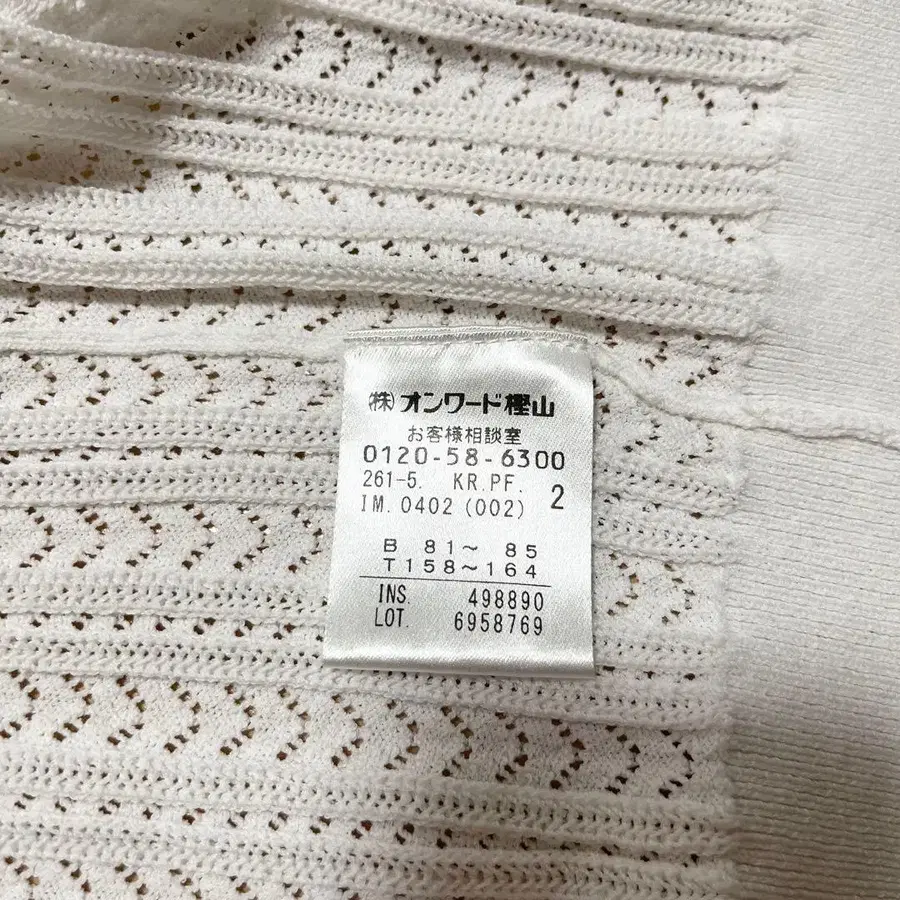 (株)オンワード樫山
お客様相談室
0120-58-6300
261-5. KR.PF. 2
IM.0402(002)
B 81〜 85
T158〜164
INS. 498890
LOT. 6958769